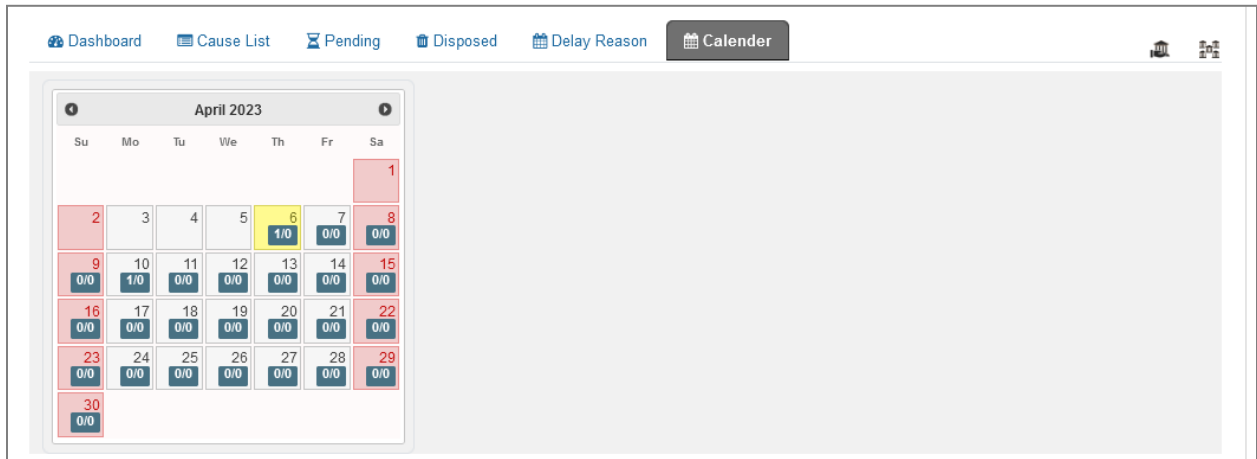 Dashboard Cause List Pending Disposed Delay Reason Calender
April 2023
Su Mo Tu We Th Fr Sa
1
2 3 4 5 6 7 8
1/0 0/0 0/0
9 10 11 12 13 14 15
0/0 1/0 0/0 0/0 0/0 0/0 0/0
16 17 18 19 20 21 22
0/0 0/0 0/0 0/0 0/0 0/0 0/0
23 24 25 26 27 28 29
0/0 0/0 0/0 0/0 0/0 0/0 0/0
30
0/0